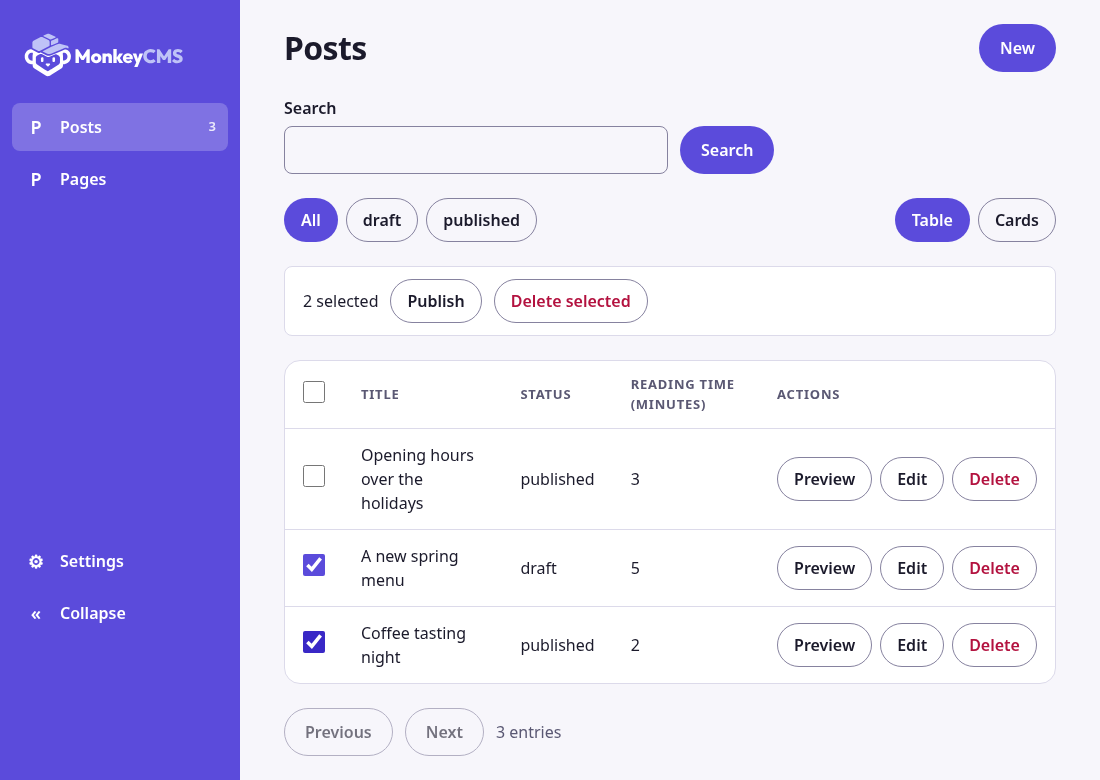 MonkeyCMS
P Posts 3
P Pages
⚙ Settings
« Collapse
Posts
New
Search
Search
All draft published
Table Cards
2 selected Publish Delete selected
TITLE STATUS READING TIME (MINUTES) ACTIONS
Opening hours
over the
holidays
published 3 Preview Edit Delete
A new spring
menu
draft 5 Preview Edit Delete
Coffee tasting
night
published 2 Preview Edit Delete
Previous Next 3 entries